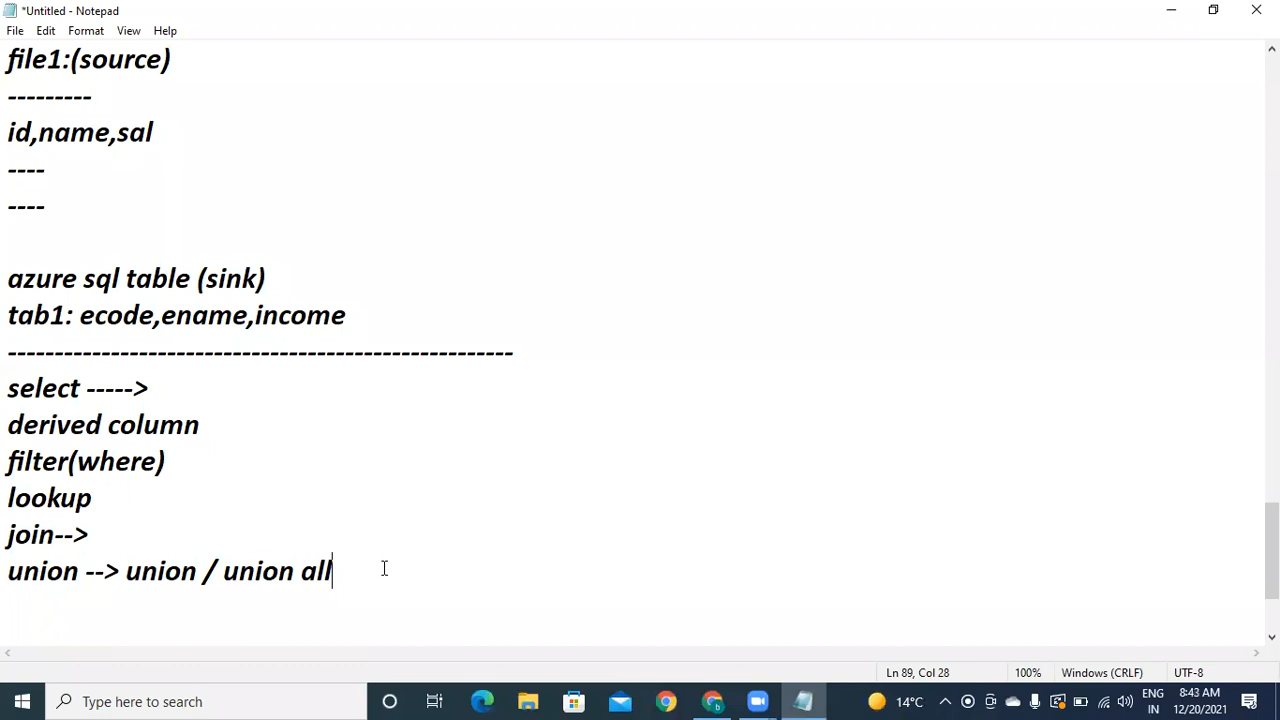 *Untitled - Notepad
File Edit Format View Help
file1:(source)
---------
id,name,sal
----
----
azure sql table (sink)
tab1: ecode,ename,income
------------------------------------------------------
select ----->
derived column
filter(where)
lookup
join-->
union --> union / union all
Ln 89, Col 28 100% Windows (CRLF) UTF-8
Type here to search 14°C ENG IN 8:43 AM 12/20/2021